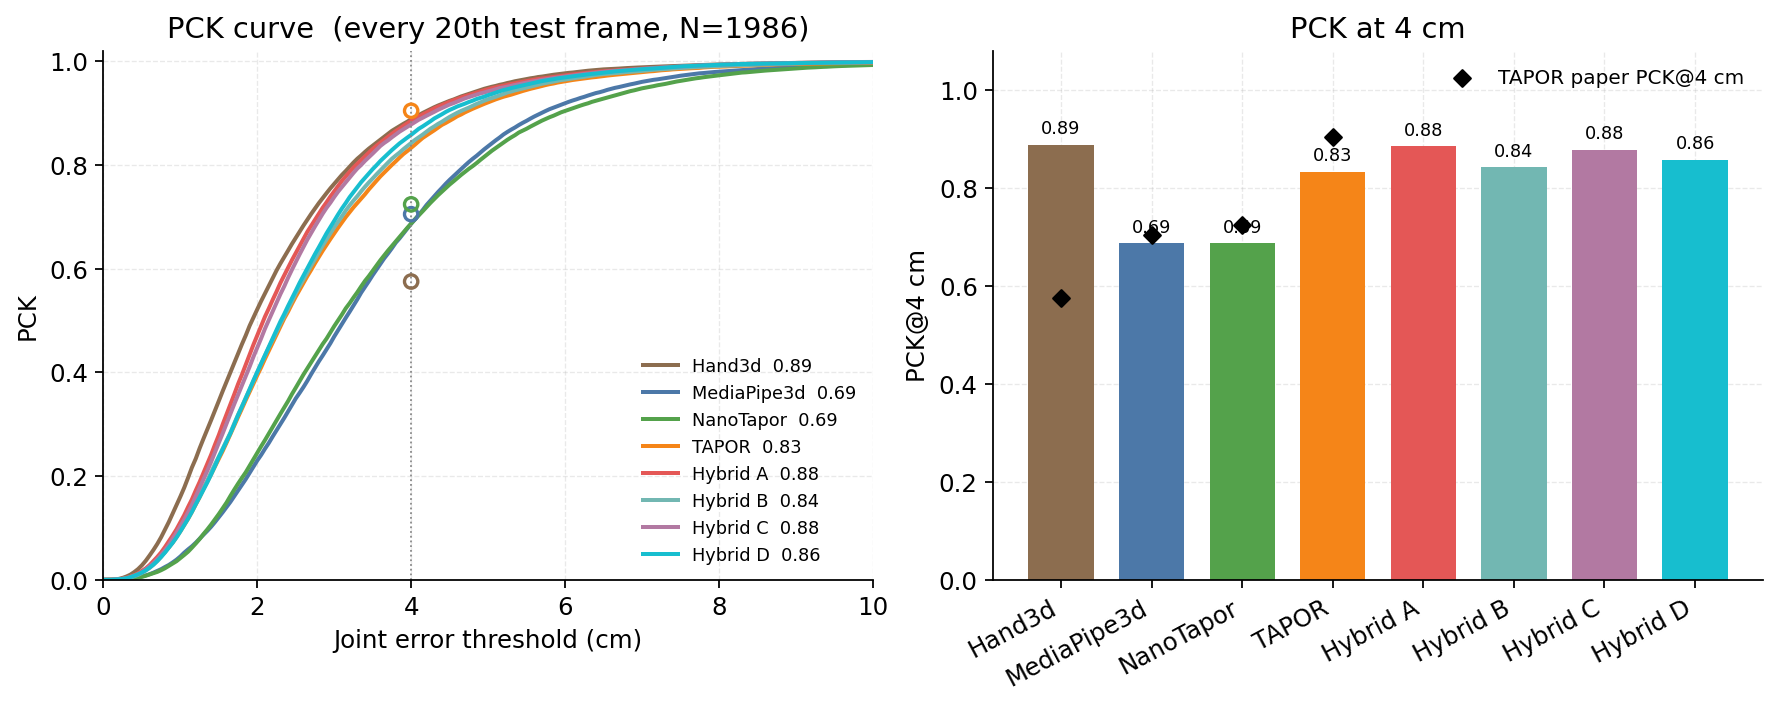 PCK curve  (every 20th test frame, N=1986)
1.0
0.8
0.6
0.4
0.2
0.0
PCK
0
2
4
6
8
10
Joint error threshold (cm)
Hand3d  0.89
MediaPipe3d  0.69
NanoTapor  0.69
TAPOR  0.83
Hybrid A  0.88
Hybrid B  0.84
Hybrid C  0.88
Hybrid D  0.86
PCK at 4 cm
TAPOR paper PCK@4 cm
1.0
0.8
0.6
0.4
0.2
0.0
PCK@4 cm
0.89
0.69
0.69
0.83
0.88
0.84
0.88
0.86
Hand3d
MediaPipe3d
NanoTapor
TAPOR
Hybrid A
Hybrid B
Hybrid C
Hybrid D